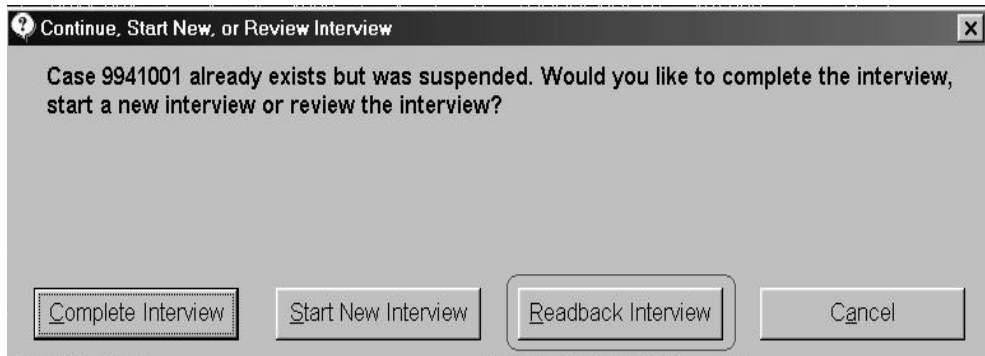 Continue, Start New, or Review Interview
Case 9941001 already exists but was suspended. Would you like to complete the interview,
start a new interview or review the interview?
Complete Interview Start New Interview Readback Interview Cancel